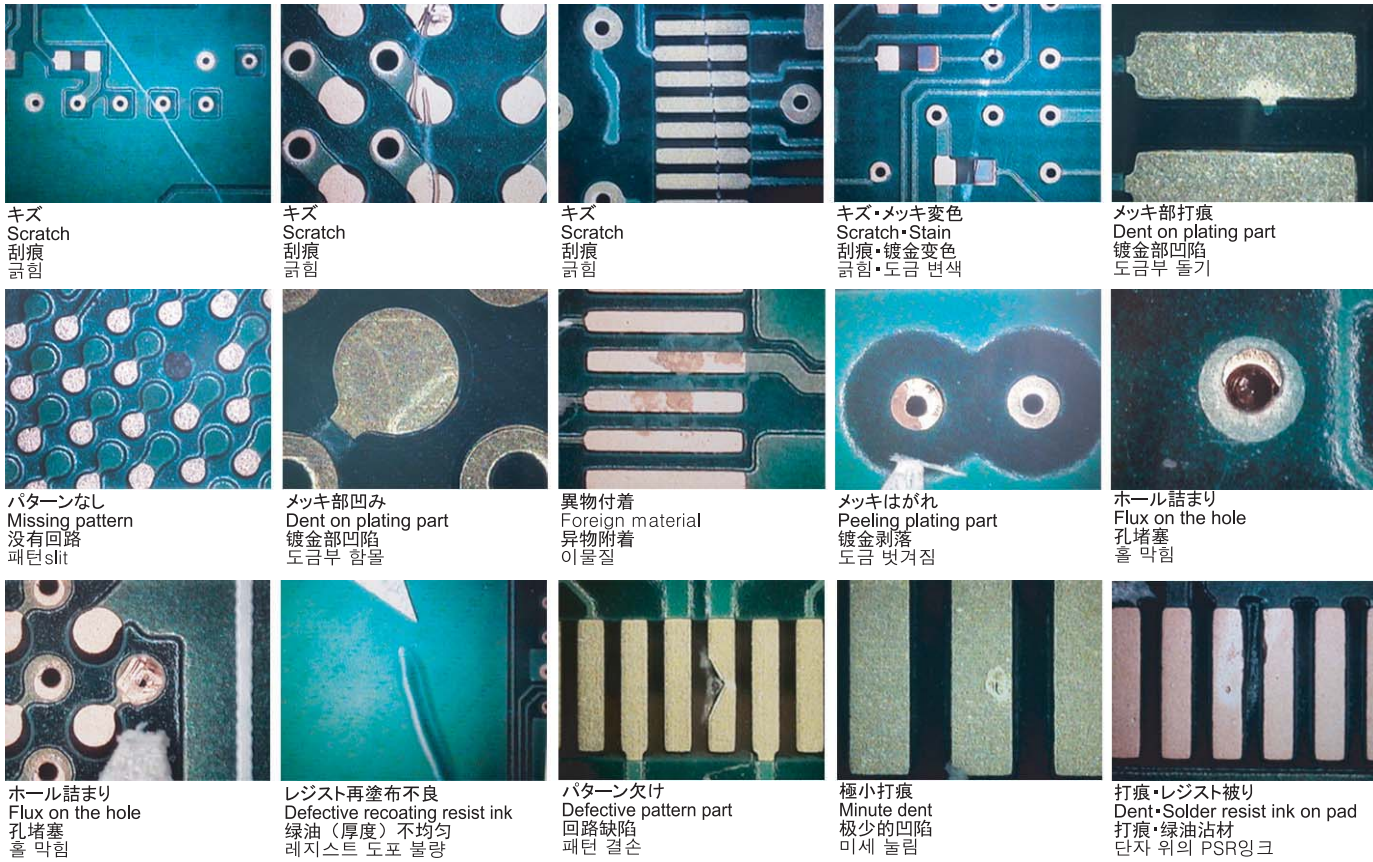 キズ
Scratch
刮痕
긁힘
キズ
Scratch
刮痕
긁힘
キズ
Scratch
刮痕
긁힘
キズ・メッキ変色
Scratch・Stain
刮痕・镀金变色
긁힘・도금 변색
メッキ部打痕
Dent on plating part
镀金部凹陷
도금부 돌기
パターンなし
Missing pattern
没有回路
패턴slit
メッキ部凹み
Dent on plating part
镀金部凹陷
도금부 함몰
異物付着
Foreign material
异物附着
이물질
メッキはがれ
Peeling plating part
镀金剥落
도금 벗겨짐
ホール詰まり
Flux on the hole
孔堵塞
홀 막힘
ホール詰まり
Flux on the hole
孔堵塞
홀 막힘
レジスト再塗布不良
Defective recoating resist ink
绿油（厚度）不均匀
레지스트 도포 불량
パターン欠け
Defective pattern part
回路缺陷
패턴 결손
極小打痕
Minute dent
极少的凹陷
미세 눌림
打痕・レジスト被り
Dent・Solder resist ink on pad
打痕・绿油沾材
단자 위의 PSR잉크